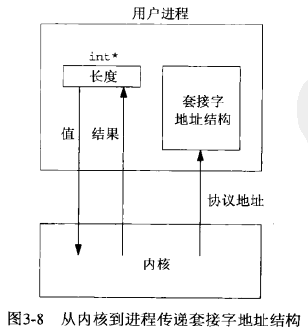 用户进程
int*
长度
套接字
地址结构
值 结果
协议地址
内核
图3-8 从内核到进程传递套接字地址结构